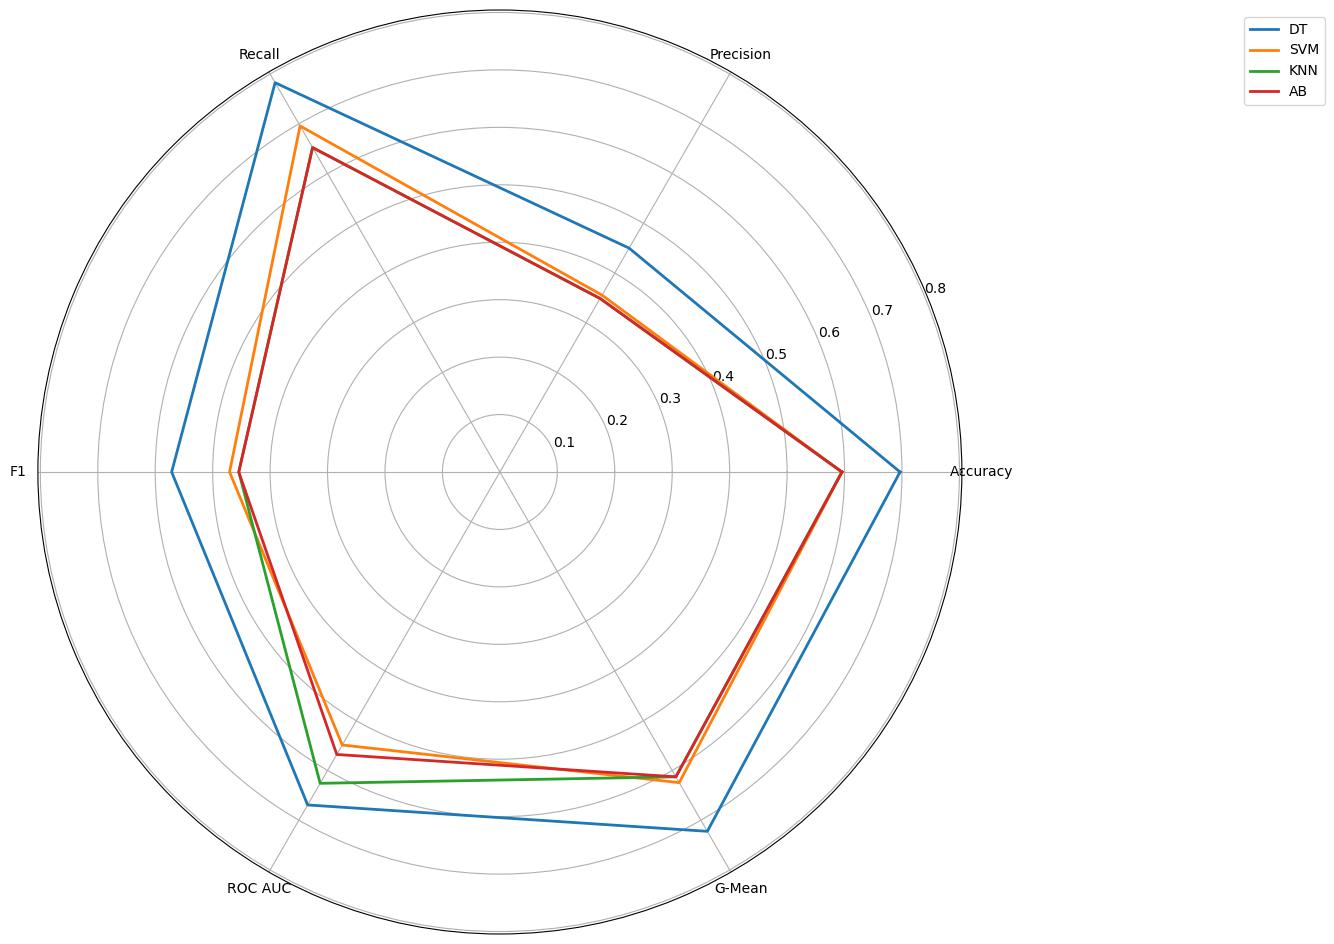 Recall
Precision
DT
SVM
KNN
AB
0.8
0.7
0.6
0.5
0.4
0.3
0.2
0.1
F1
Accuracy
ROC AUC
G-Mean